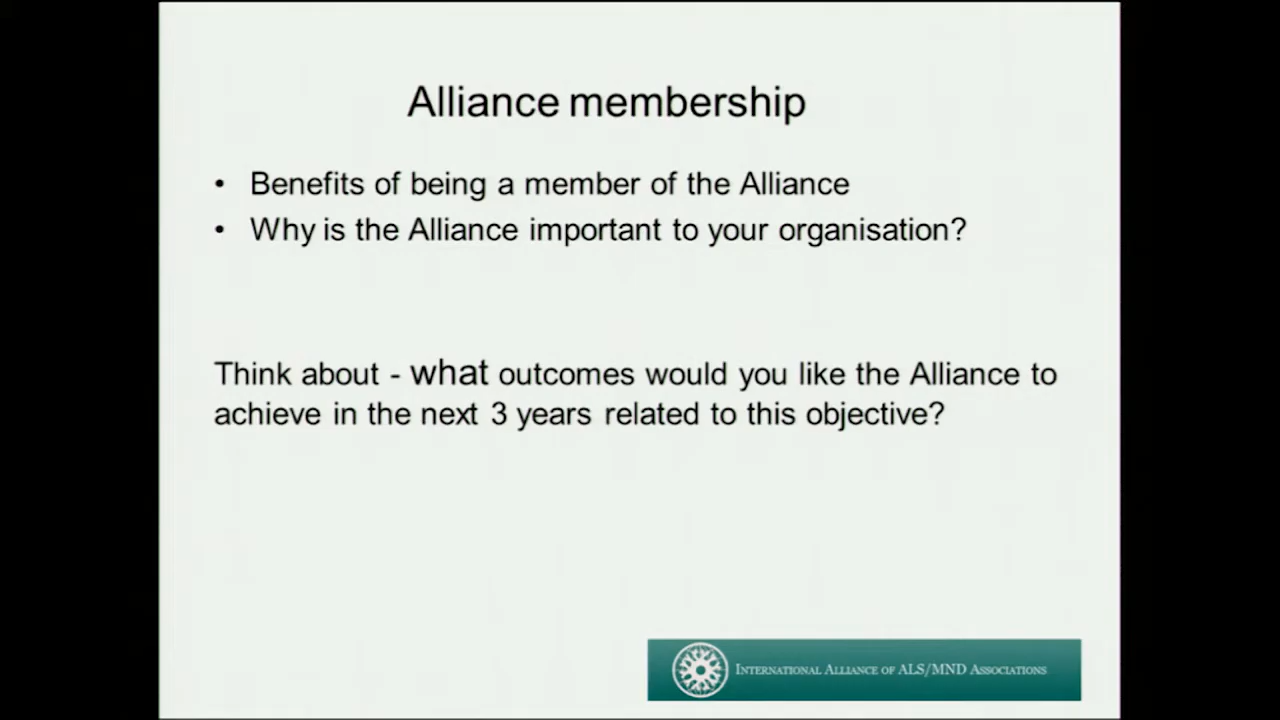 Alliance membership
• Benefits of being a member of the Alliance
• Why is the Alliance important to your organisation?
Think about - what outcomes would you like the Alliance to
achieve in the next 3 years related to this objective?
INTERNATIONAL ALLIANCE OF ALS/MND ASSOCIATIONS